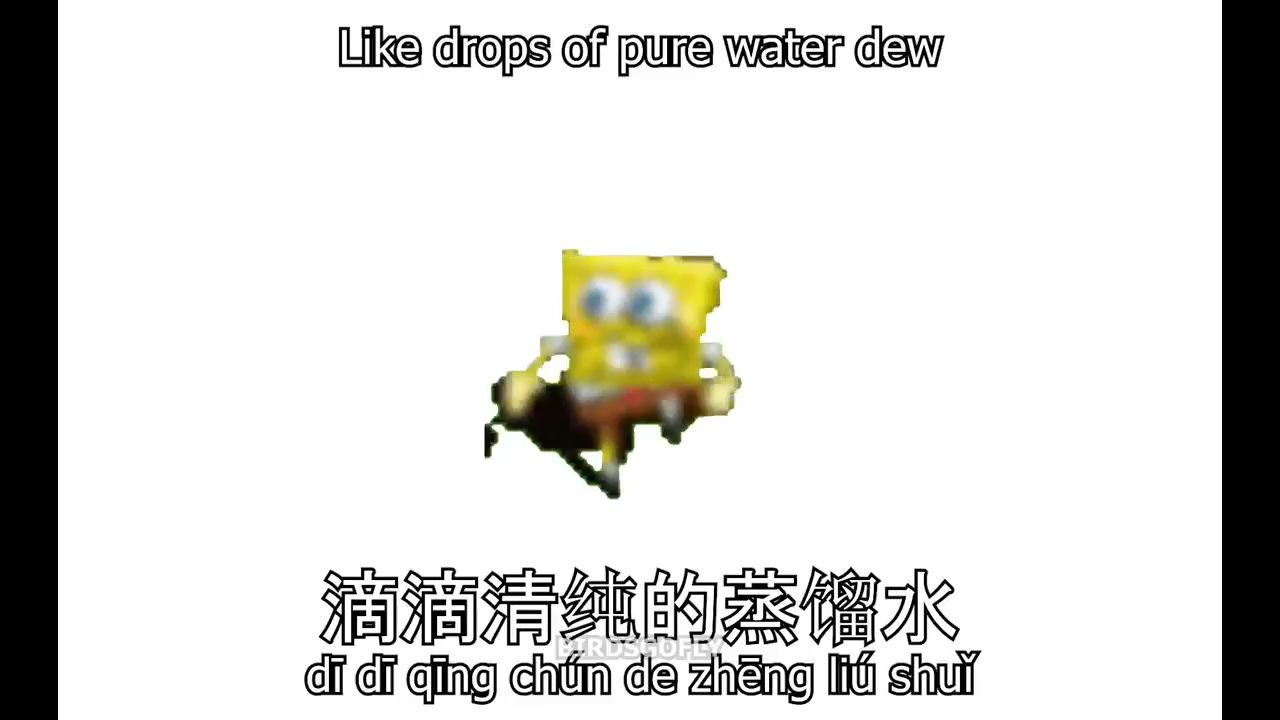 Like drops of pure water dew
滴滴清纯的蒸馏水
BIRDSGOFLY
dī dī qīng chún de zhēng liú shuǐ